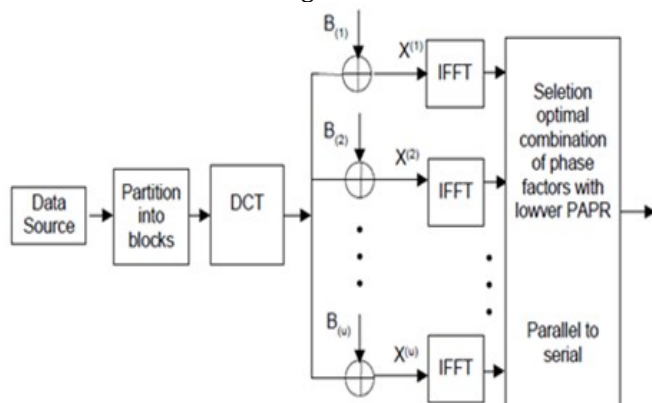 Data
Source
Partition
into
blocks
DCT
B(1)
X(1)
IFFT
B(2)
X(2)
IFFT
B(u)
X(u)
IFFT
Seletion
optimal
combination
of phase
factors with
lowver PAPR
Parallel to
serial